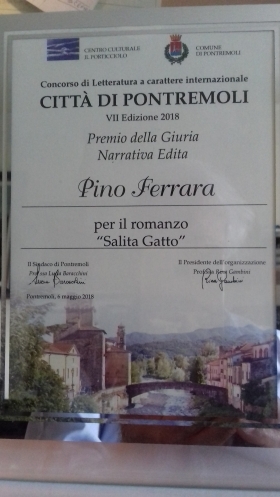 CENTRO CULTURALE
IL PORTICCIOLO
COMUNE
DI PONTREMOLI
Concorso di Letteratura a carattere internazionale
CITTÀ DI PONTREMOLI
VII Edizione 2018
Premio della Giuria
Narrativa Edita
Pino Ferrara
per il romanzo
"Salita Gatto"
Il Sindaco di Pontremoli
Il Presidente dell'organizzazione
Pontremoli, 6 maggio 2018